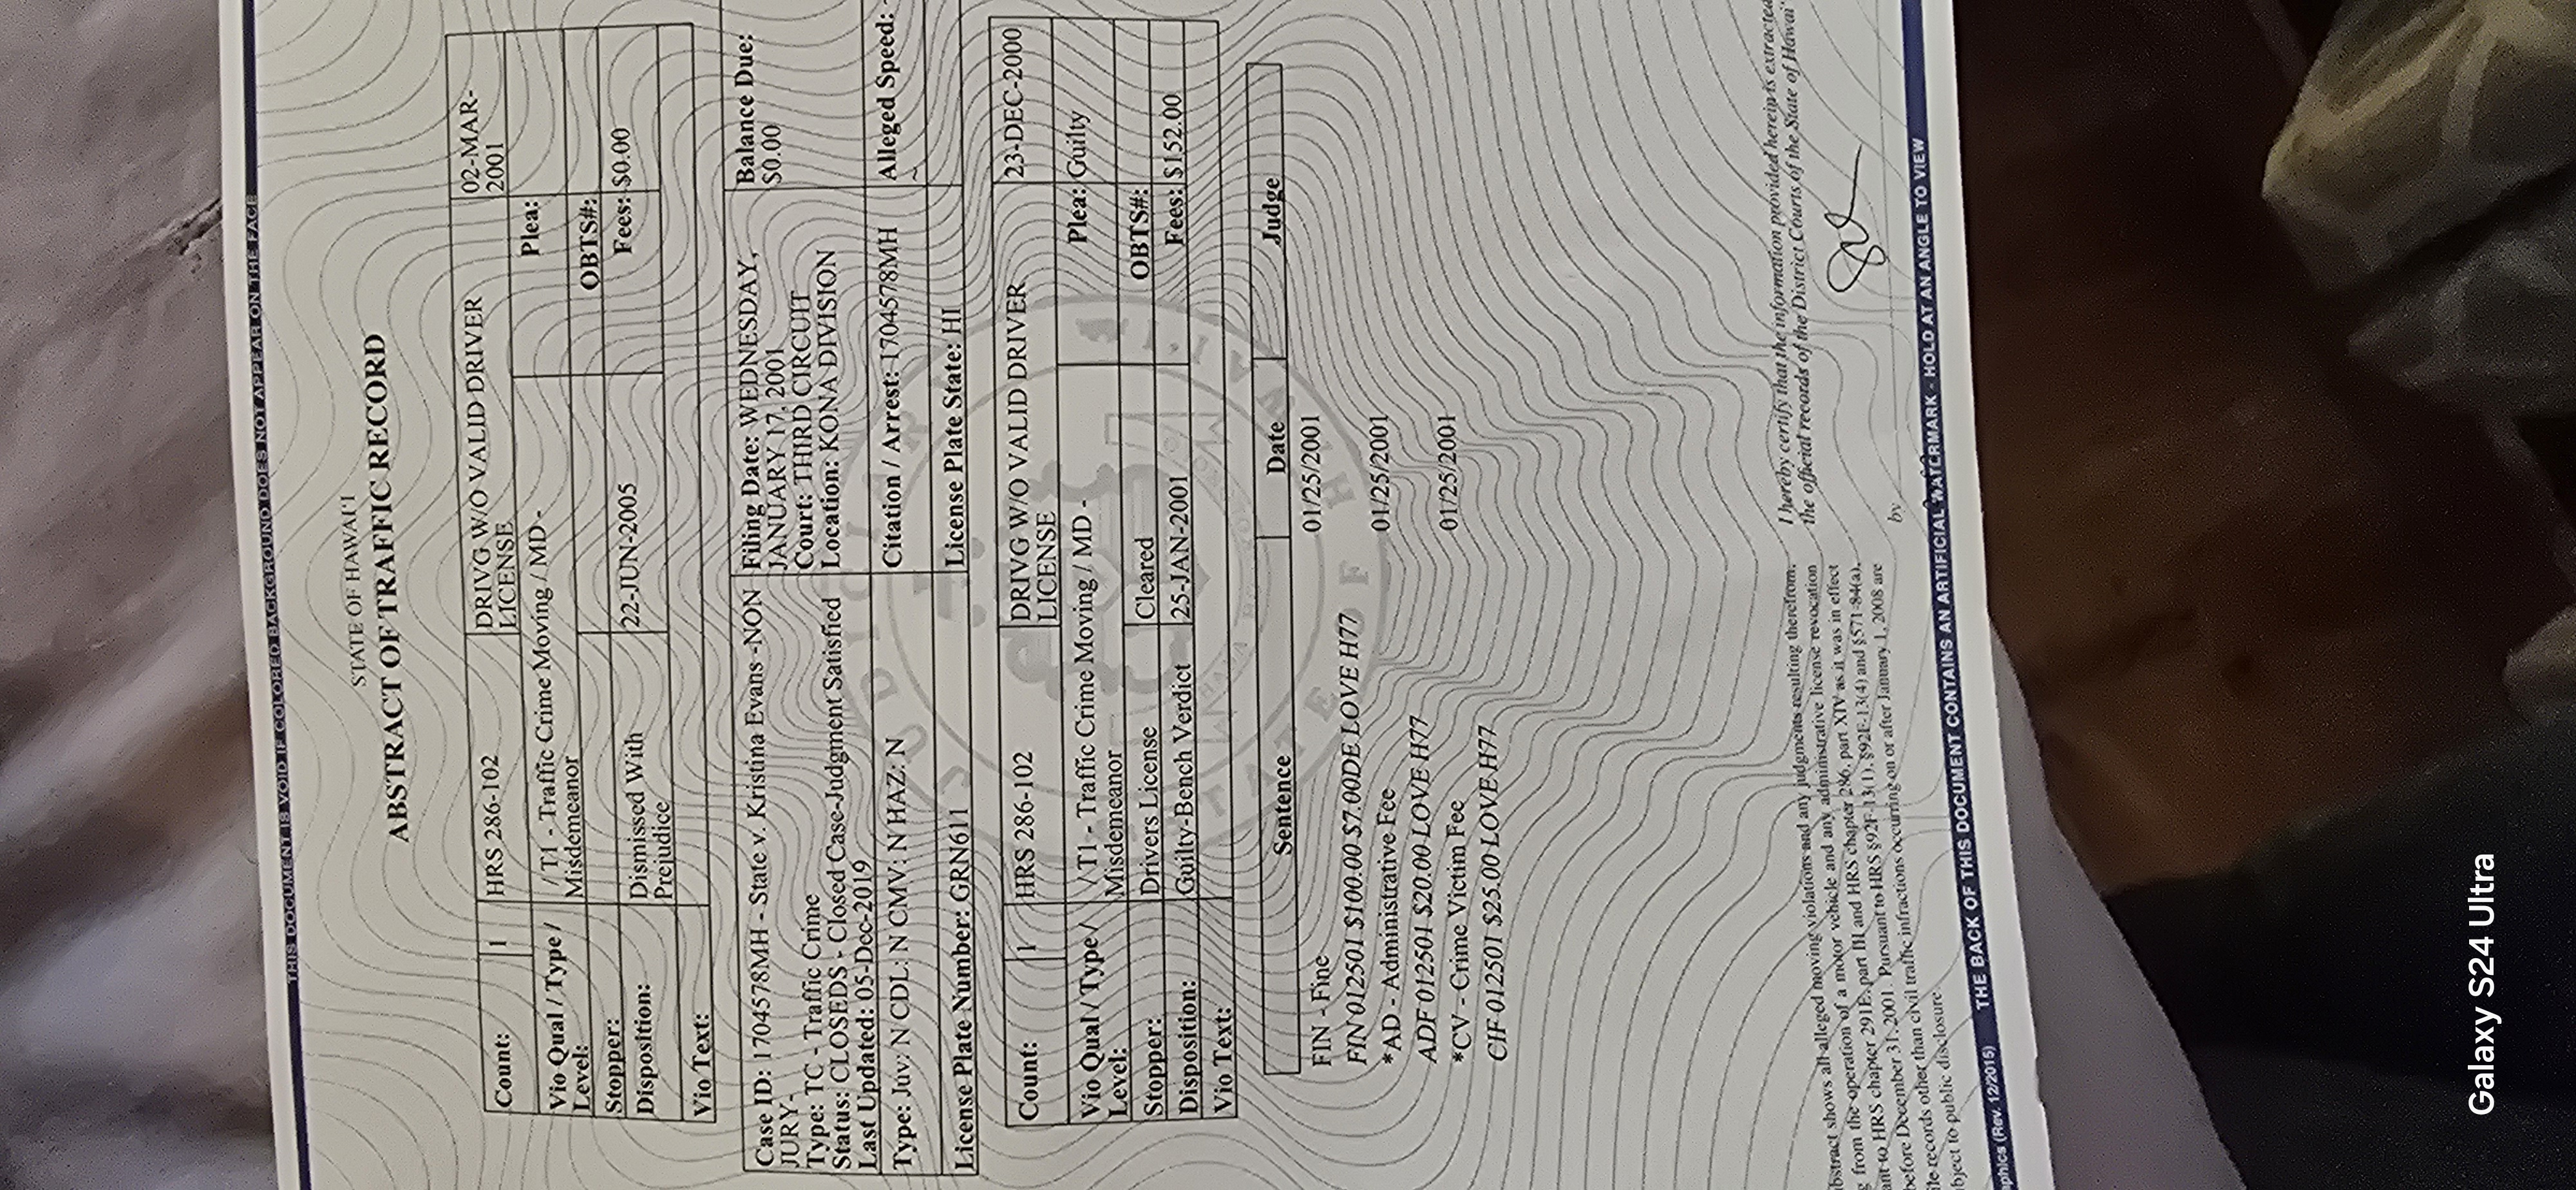 THIS DOCUMENT IS VOID IF COLORED BACKGROUND DOES NOT APPEAR ON THE FACE
STATE OF HAWAI‘I
ABSTRACT OF TRAFFIC RECORD
Count: 1 HRS 286-102 DRIVG W/O VALID DRIVER 02-MAR-
LICENSE 2001
Vio Qual / Type / / T1 - Traffic Crime Moving / MD - Plea:
Level: Misdemeanor
Stopper: OBTS#:
Disposition: Dismissed With 22-JUN-2005 Fees: $0.00
Prejudice
Vio Text:
Case ID: 1704578MH - State v. Kristina Evans -NON Filing Date: WEDNESDAY, Balance Due:
JURY- JANUARY 17, 2001 $0.00
Type: TC - Traffic Crime Court: THIRD CIRCUIT
Status: CLOSEDS - Closed Case-Judgment Satisfied Location: KONA DIVISION
Last Updated: 05-Dec-2019
Type: Juv: N CDL: N CMV: N HAZ: N Citation / Arrest: 1704578MH Alleged Speed: ~
~
License Plate Number: GRN611 License Plate State: HI
Count: 1 HRS 286-102 DRIVG W/O VALID DRIVER 23-DEC-2000
LICENSE
Vio Qual / Type / / T1 - Traffic Crime Moving / MD - Plea: Guilty
Level: Misdemeanor
Stopper: Drivers License Cleared OBTS#:
Disposition: Guilty-Bench Verdict 25-JAN-2001 Fees: $152.00
Vio Text:
Sentence Date Judge
FIN - Fine 01/25/2001
FIN 012501 $100.00 $7.00DE LOVE H77
*AD - Administrative Fee 01/25/2001
ADF 012501 $20.00 LOVE H77
*CV - Crime Victim Fee 01/25/2001
CIF 012501 $25.00 LOVE H77
bstract shows all alleged moving violations and any judgments resulting therefrom,
g from the operation of a motor vehicle and any administrative license revocation
ant to HRS chapter 291E, part III and HRS chapter 286, part XIV as it was in effect
before December 31, 2001. Pursuant to HRS §92F-13(1), §92F-13(4) and §571-84(a),
ile records other than civil traffic infractions occurring on or after January 1, 2008 are
bject to public disclosure.
I hereby certify that the information provided herein is extracted
the official records of the District Courts of the State of Hawai‘
by
aphics (Rev. 12/2015) THE BACK OF THIS DOCUMENT CONTAINS AN ARTIFICIAL WATERMARK - HOLD AT AN ANGLE TO VIEW
Galaxy S24 Ultra